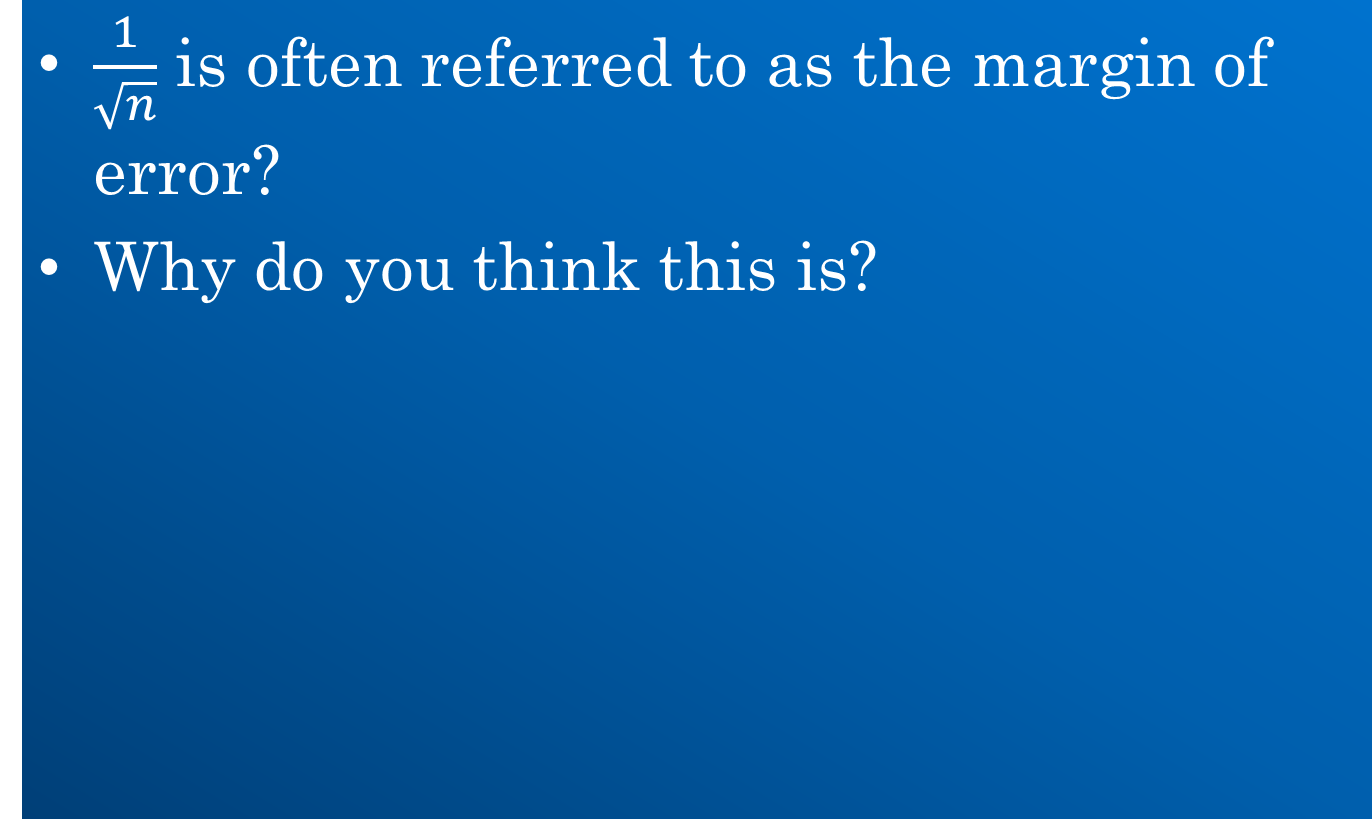 • 1/√n is often referred to as the margin of
error?
• Why do you think this is?